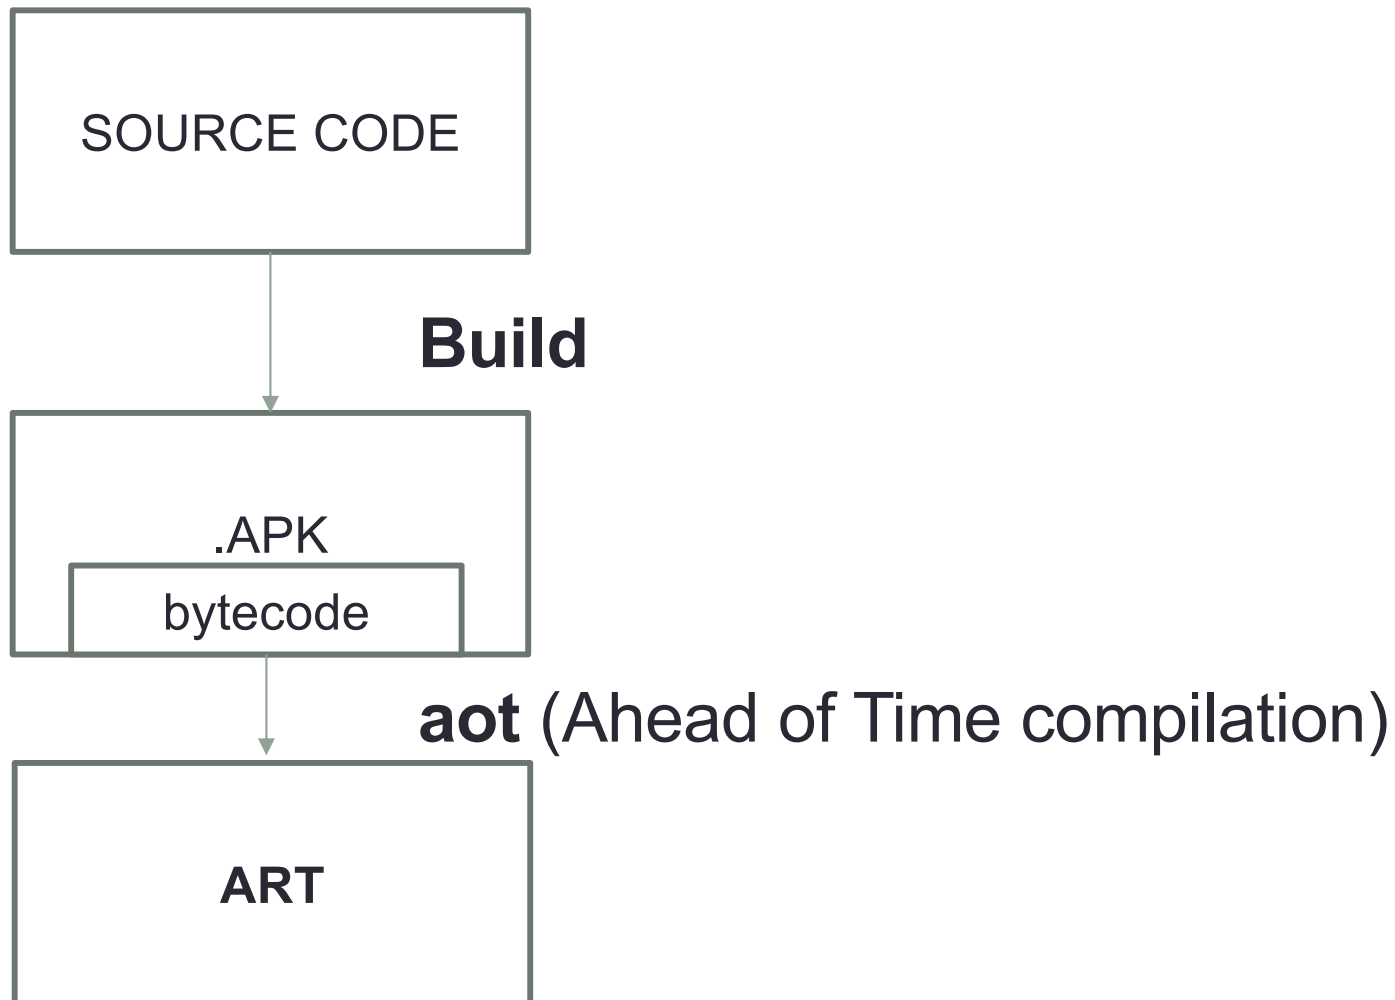 SOURCE CODE
Build
.APK
bytecode
aot (Ahead of Time compilation)
ART